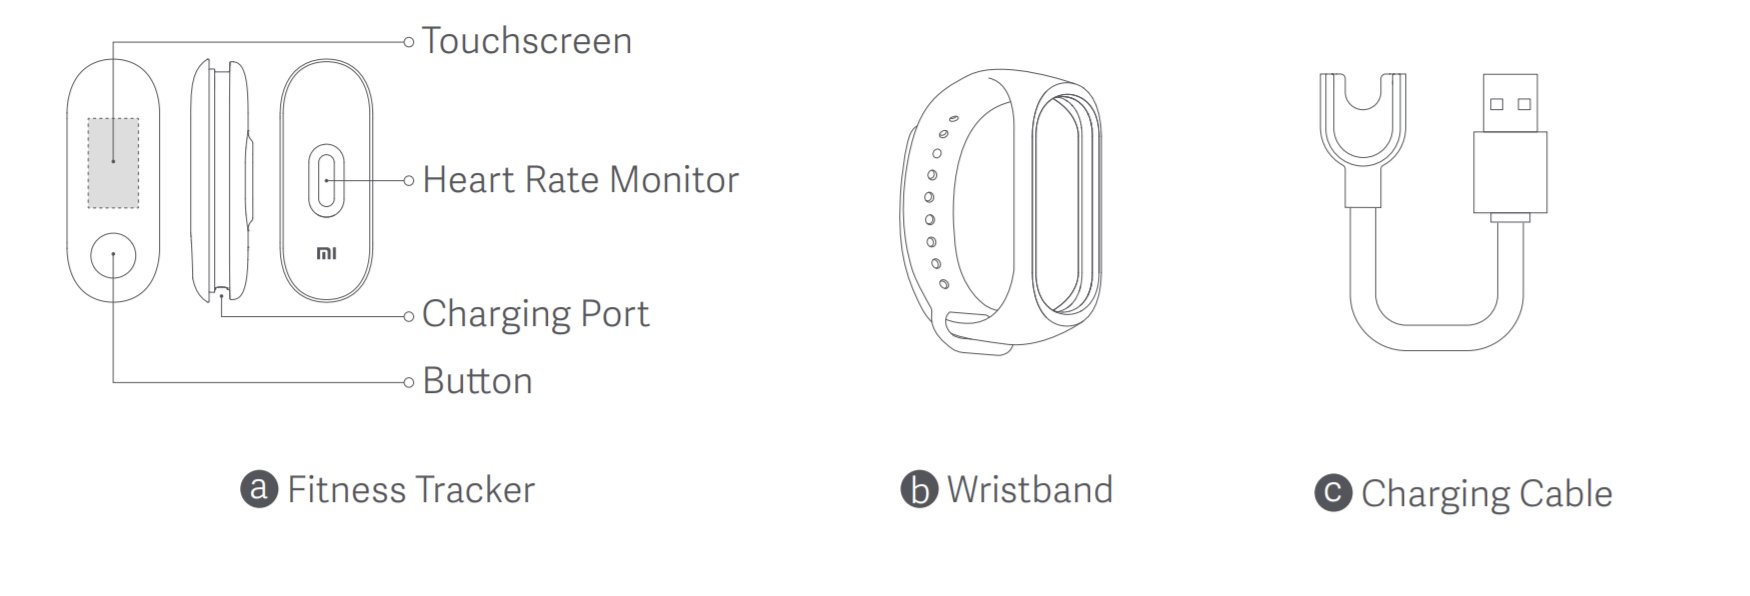 Touchscreen
Heart Rate Monitor
mi
Charging Port
Button
a Fitness Tracker
b Wristband
c Charging Cable